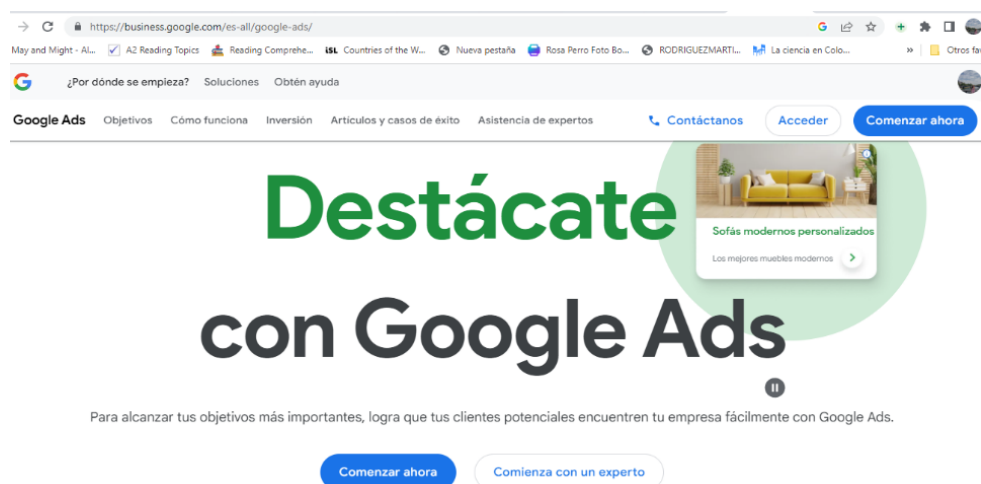 https://business.google.com/es-all/google-ads/
May and Might - Al... A2 Reading Topics Reading Comprehe... iSL Countries of the W... Nueva pestaña Rosa Perro Foto Bo... RODRIGUEZMARTI... La ciencia en Colo... » Otros fav
¿Por dónde se empieza? Soluciones Obtén ayuda
Google Ads Objetivos Cómo funciona Inversión Artículos y casos de éxito Asistencia de expertos Contáctanos Acceder Comenzar ahora
Destácate
Sofás modernos personalizados
Los mejores muebles modernos
con Google Ads
Para alcanzar tus objetivos más importantes, logra que tus clientes potenciales encuentren tu empresa fácilmente con Google Ads.
Comenzar ahora Comienza con un experto